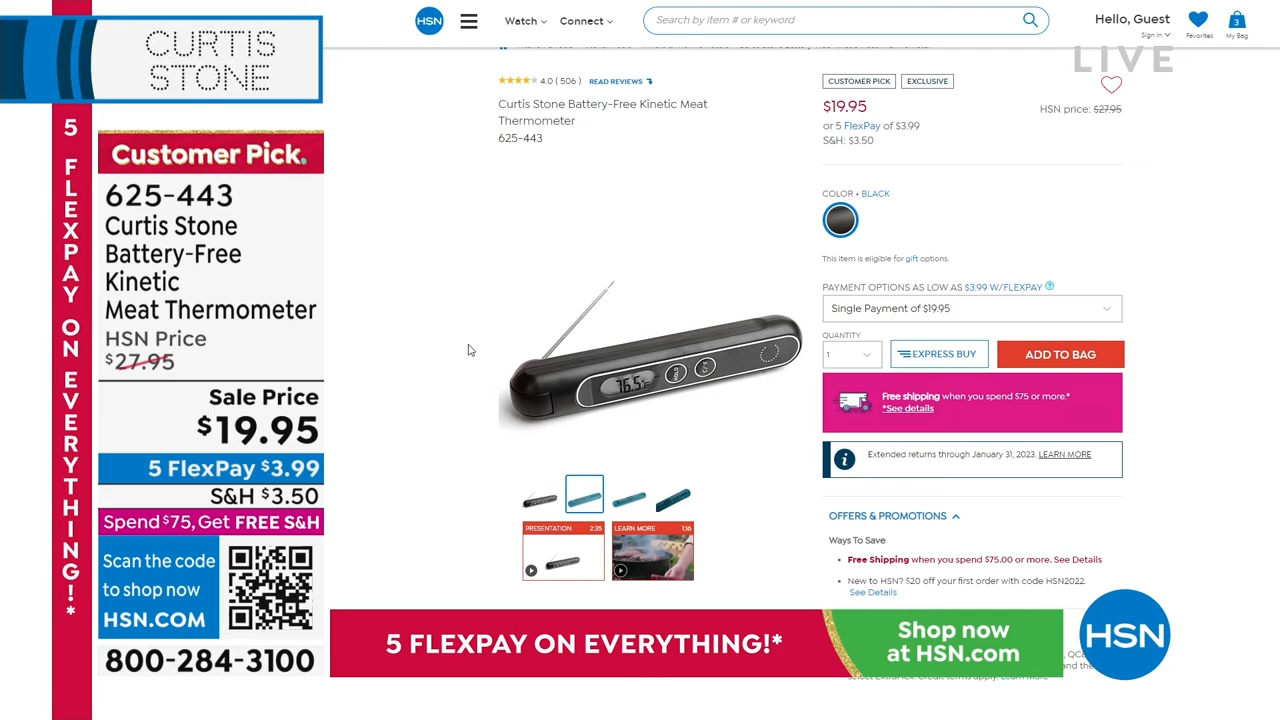 CURTIS
STONE
5 FLEXPAY ON EVERYTHING!*
Customer Pick.
625-443
Curtis Stone
Battery-Free
Kinetic
Meat Thermometer
HSN Price
$27.95
Sale Price
$19.95
5 FlexPay $3.99
S&H $3.50
Spend $75, Get FREE S&H
Scan the code
to shop now
HSN.COM
800-284-3100
HSN
Watch
Connect
Search by item # or keyword
Hello, Guest
Sign In
Favorites
3
My Bag
LIVE
4.0 ( 506 ) READ REVIEWS
Curtis Stone Battery-Free Kinetic Meat
Thermometer
625-443
CUSTOMER PICK
EXCLUSIVE
$19.95
HSN price: $27.95
or 5 FlexPay of $3.99
S&H: $3.50
COLOR • BLACK
This item is eligible for gift options.
PAYMENT OPTIONS AS LOW AS $3.99 W/FLEXPAY ?
Single Payment of $19.95
QUANTITY
1
EXPRESS BUY
ADD TO BAG
Free shipping when you spend $75 or more.*
*See details
Extended returns through January 31, 2023. LEARN MORE
76.5°F
HOLD
°C/°F
PRESENTATION 2:35
LEARN MORE 1:16
OFFERS & PROMOTIONS
Ways To Save
• Free Shipping when you spend $75.00 or more. See Details
• New to HSN? $20 off your first order with code HSN2022.
See Details
5 FLEXPAY ON EVERYTHING!*
Shop now
at HSN.com
HSN